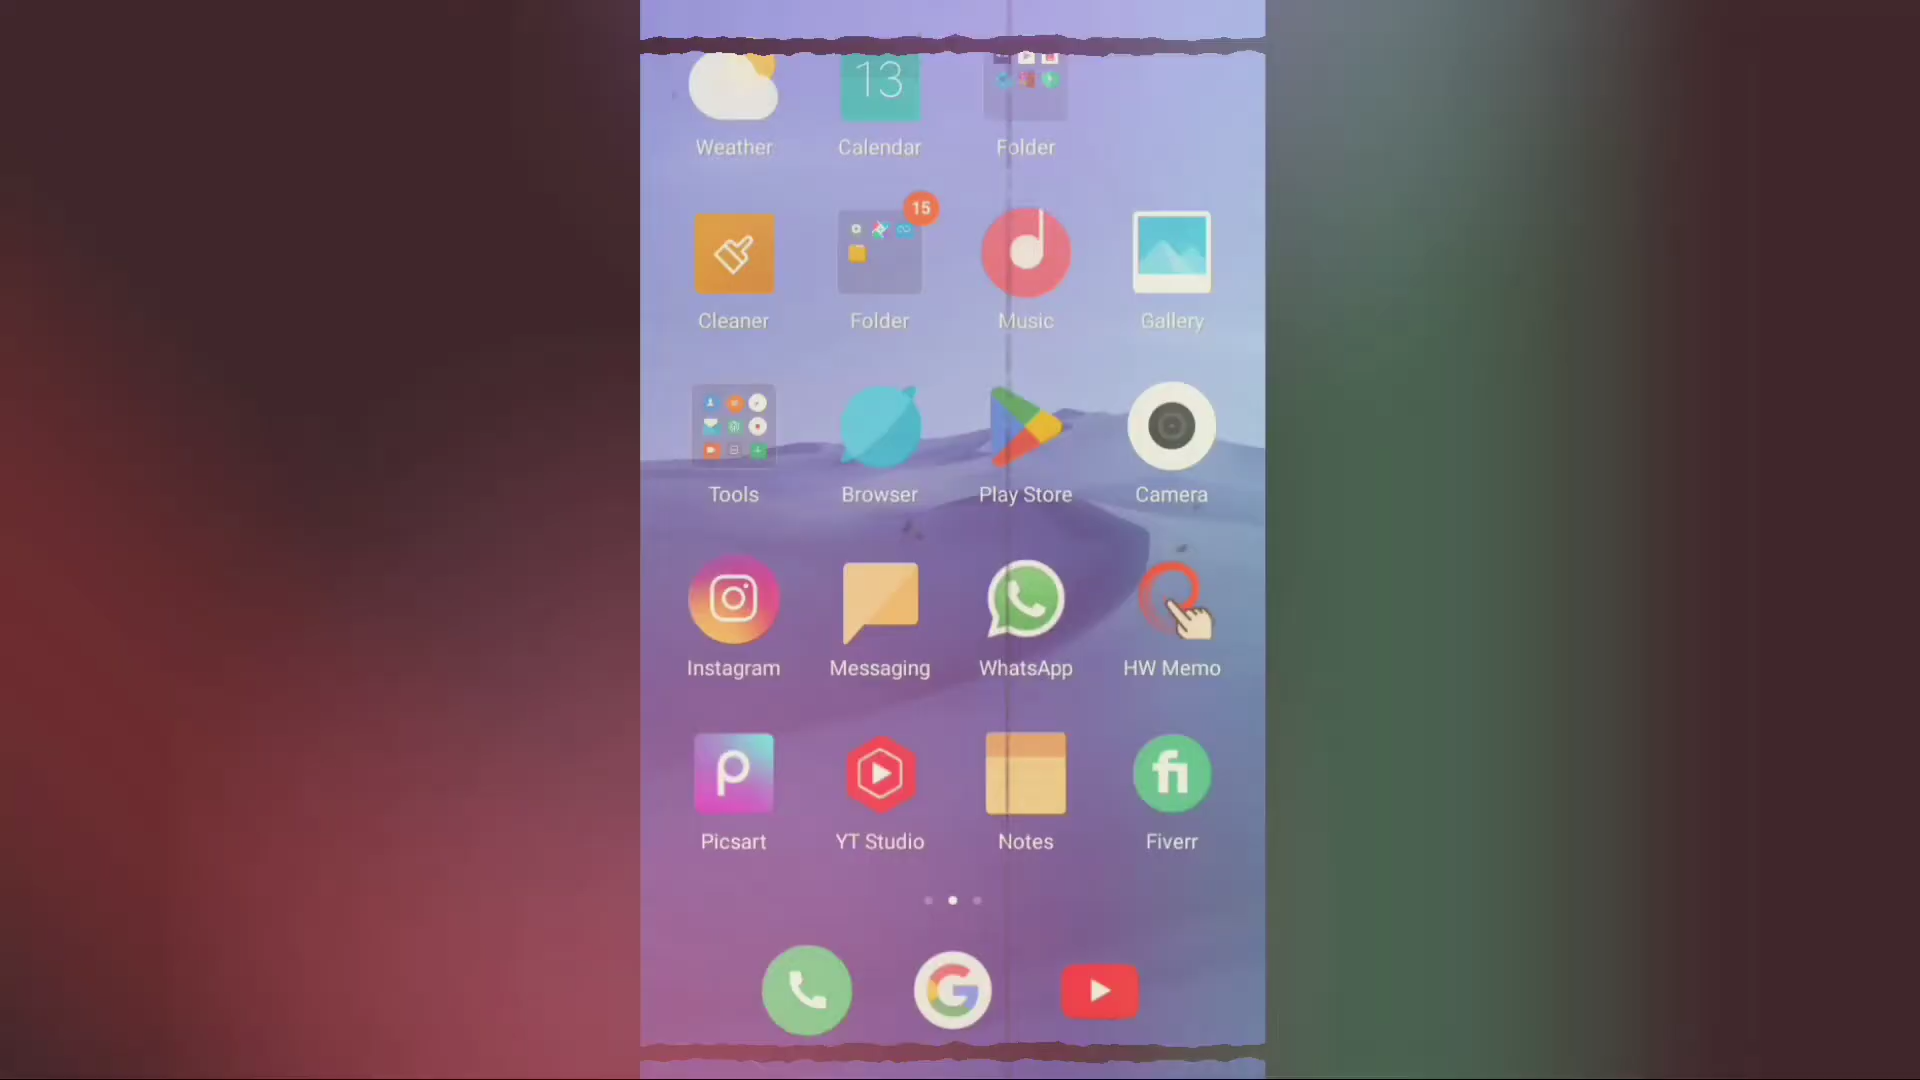 13
Weather Calendar Folder
15
Cleaner Folder Music Gallery
Tools Browser Play Store Camera
Instagram Messaging WhatsApp HW Memo
Picsart YT Studio Notes Fiverr